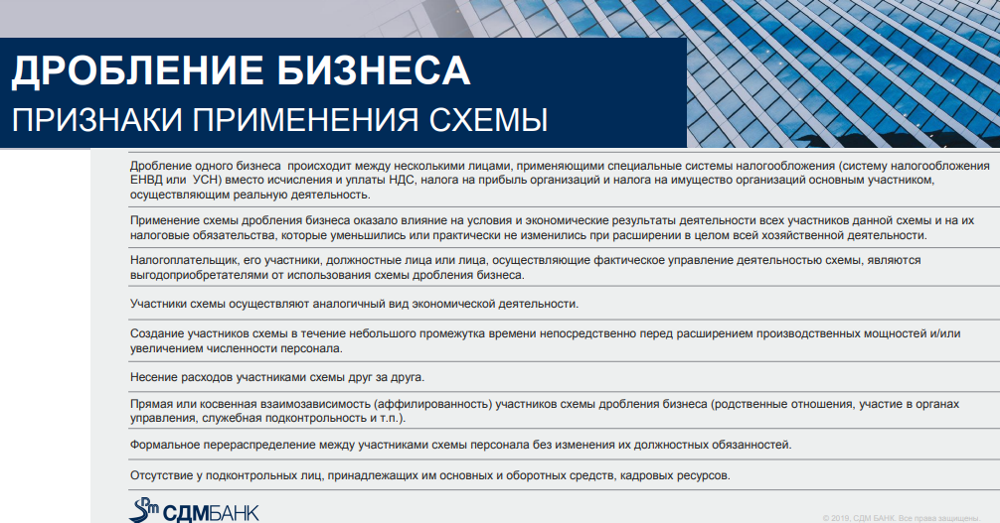 ДРОБЛЕНИЕ БИЗНЕСА
ПРИЗНАКИ ПРИМЕНЕНИЯ СХЕМЫ
Дробление одного бизнеса происходит между несколькими лицами, применяющими специальные системы налогообложения (систему налогообложения
ЕНВД или УСН) вместо исчисления и уплаты НДС, налога на прибыль организаций и налога на имущество организаций основным участником,
осуществляющим реальную деятельность.
Применение схемы дробления бизнеса оказало влияние на условия и экономические результаты деятельности всех участников данной схемы и на их
налоговые обязательства, которые уменьшились или практически не изменились при расширении в целом всей хозяйственной деятельности.
Налогоплательщик, его участники, должностные лица или лица, осуществляющие фактическое управление деятельностью схемы, являются
выгодоприобретателями от использования схемы дробления бизнеса.
Участники схемы осуществляют аналогичный вид экономической деятельности.
Создание участников схемы в течение небольшого промежутка времени непосредственно перед расширением производственных мощностей и/или
увеличением численности персонала.
Несение расходов участниками схемы друг за друга.
Прямая или косвенная взаимозависимость (аффилированность) участников схемы дробления бизнеса (родственные отношения, участие в органах
управления, служебная подконтрольность и т.п.).
Формальное перераспределение между участниками схемы персонала без изменения их должностных обязанностей.
Отсутствие у подконтрольных лиц, принадлежащих им основных и оборотных средств, кадровых ресурсов.
СДМБАНК
© 2019, СДМ БАНК. Все права защищены.